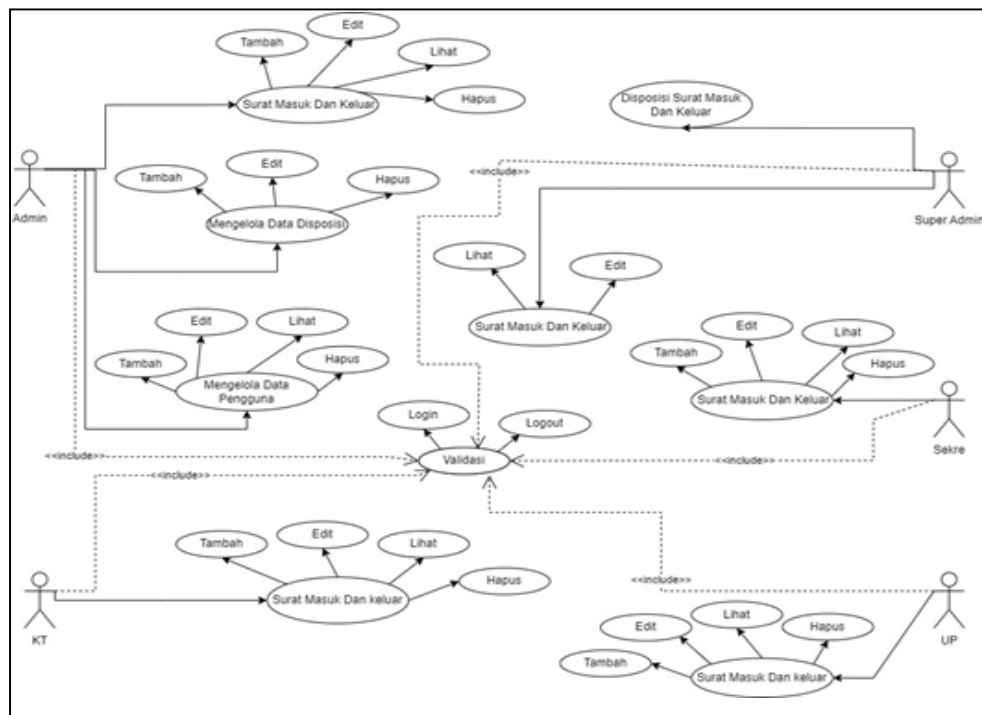 Edit
Tambah
Lihat
Surat Masuk Dan Keluar
Hapus
Disposisi Surat Masuk
Dan Keluar
Admin
Tambah
Edit
Hapus
Mengelola Data Disposisi
<<include>>
Super Admin
Lihat
Edit
Surat Masuk Dan Keluar
Edit
Lihat
Tambah
Hapus
Mengelola Data
Pengguna
Edit
Lihat
Tambah
Hapus
Surat Masuk Dan Keluar
Sekre
Login
Logout
Validasi
<<include>>
<<include>>
<<include>>
Tambah
Edit
Lihat
Hapus
Surat Masuk Dan keluar
KT
<<include>>
Edit
Lihat
Hapus
Tambah
Surat Masuk Dan keluar
UP